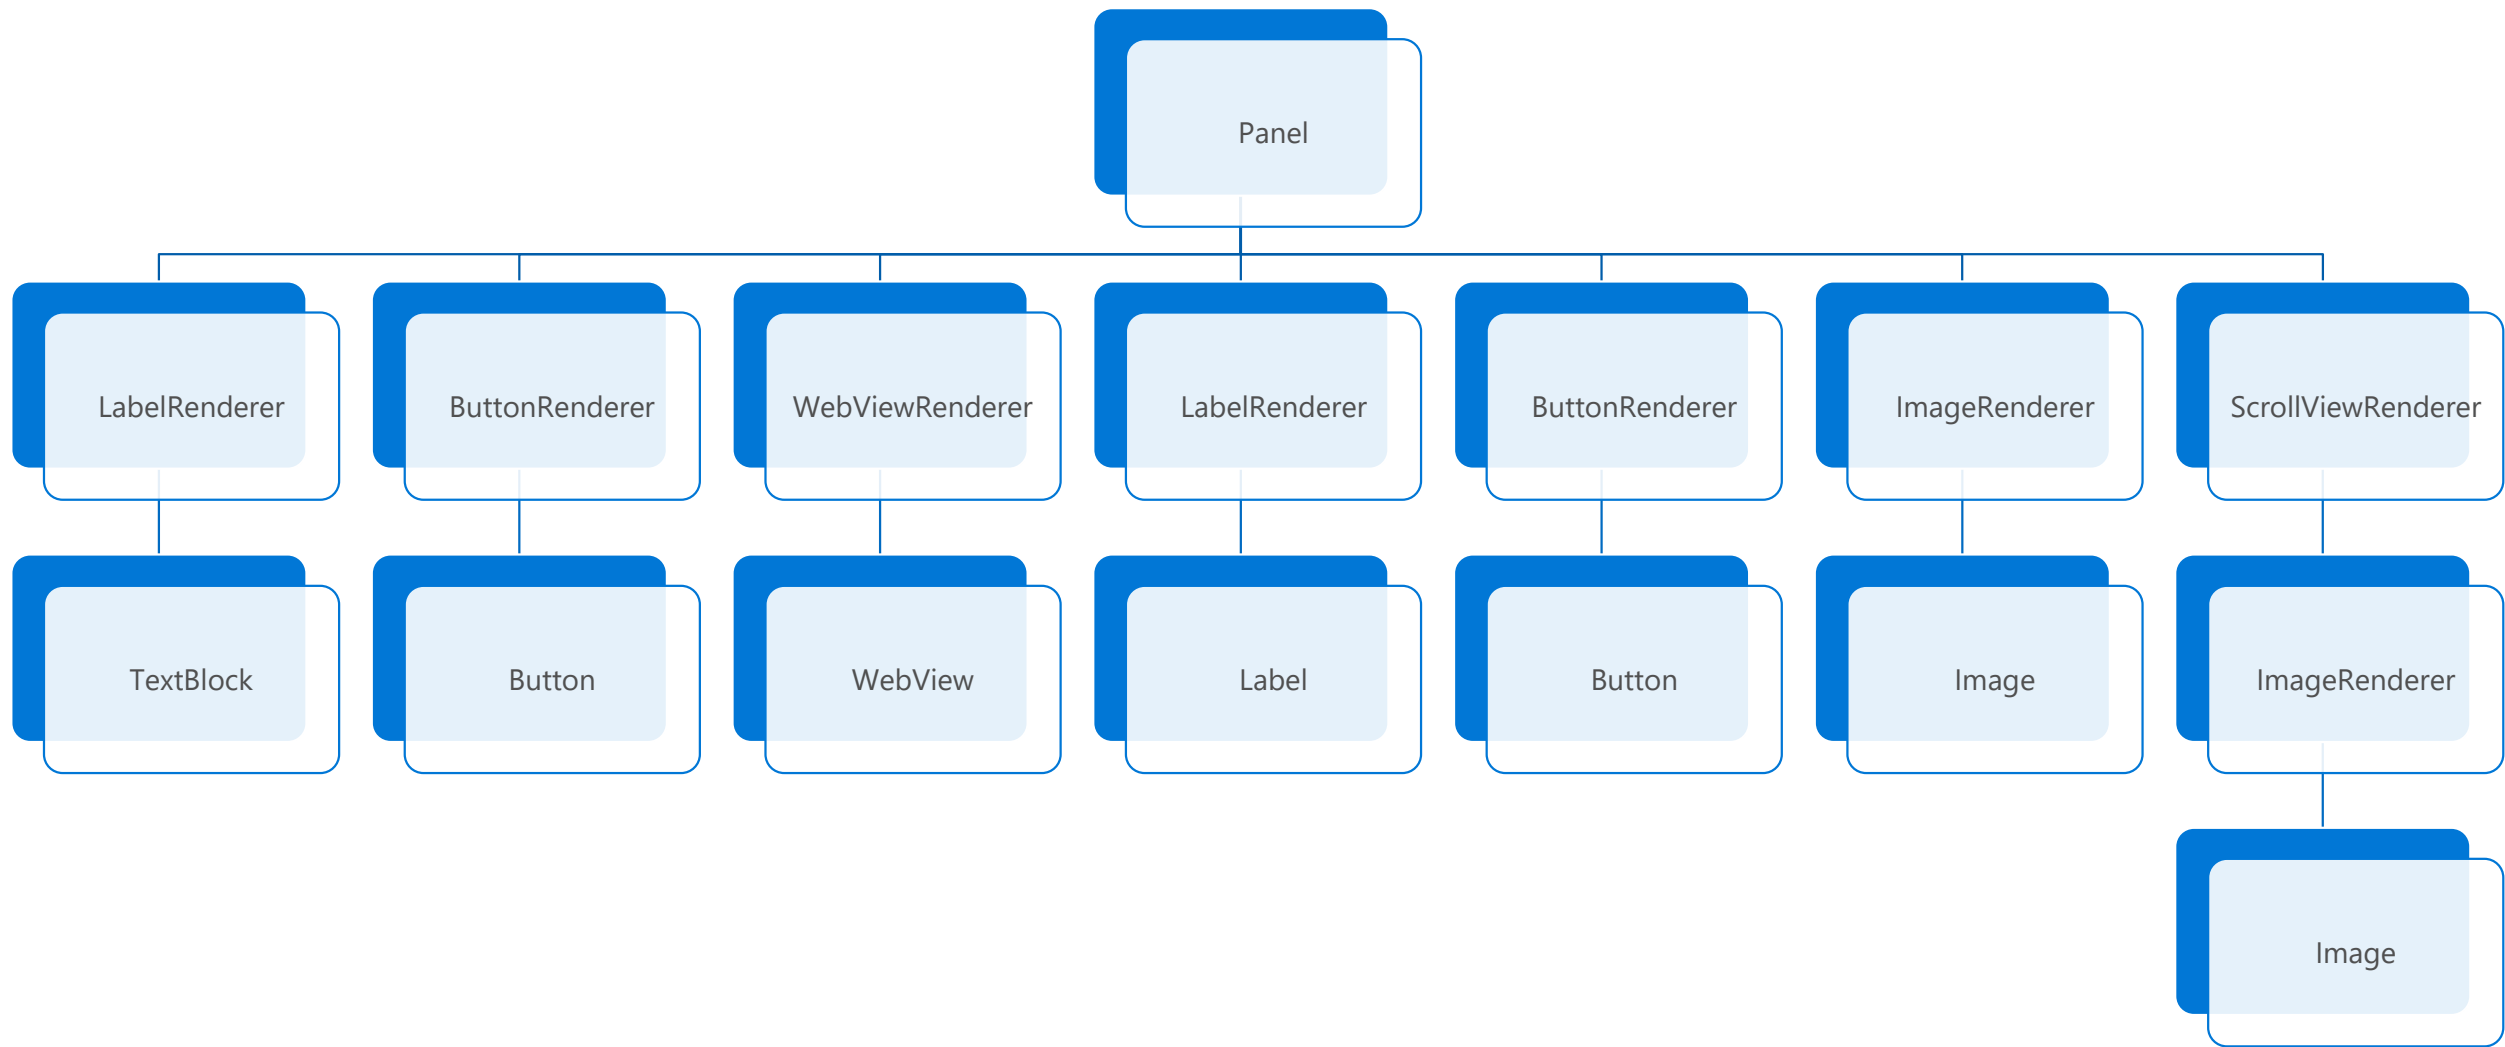 Panel
LabelRenderer
ButtonRenderer
WebViewRenderer
LabelRenderer
ButtonRenderer
ImageRenderer
ScrollViewRenderer
TextBlock
Button
WebView
Label
Button
Image
ImageRenderer
Image